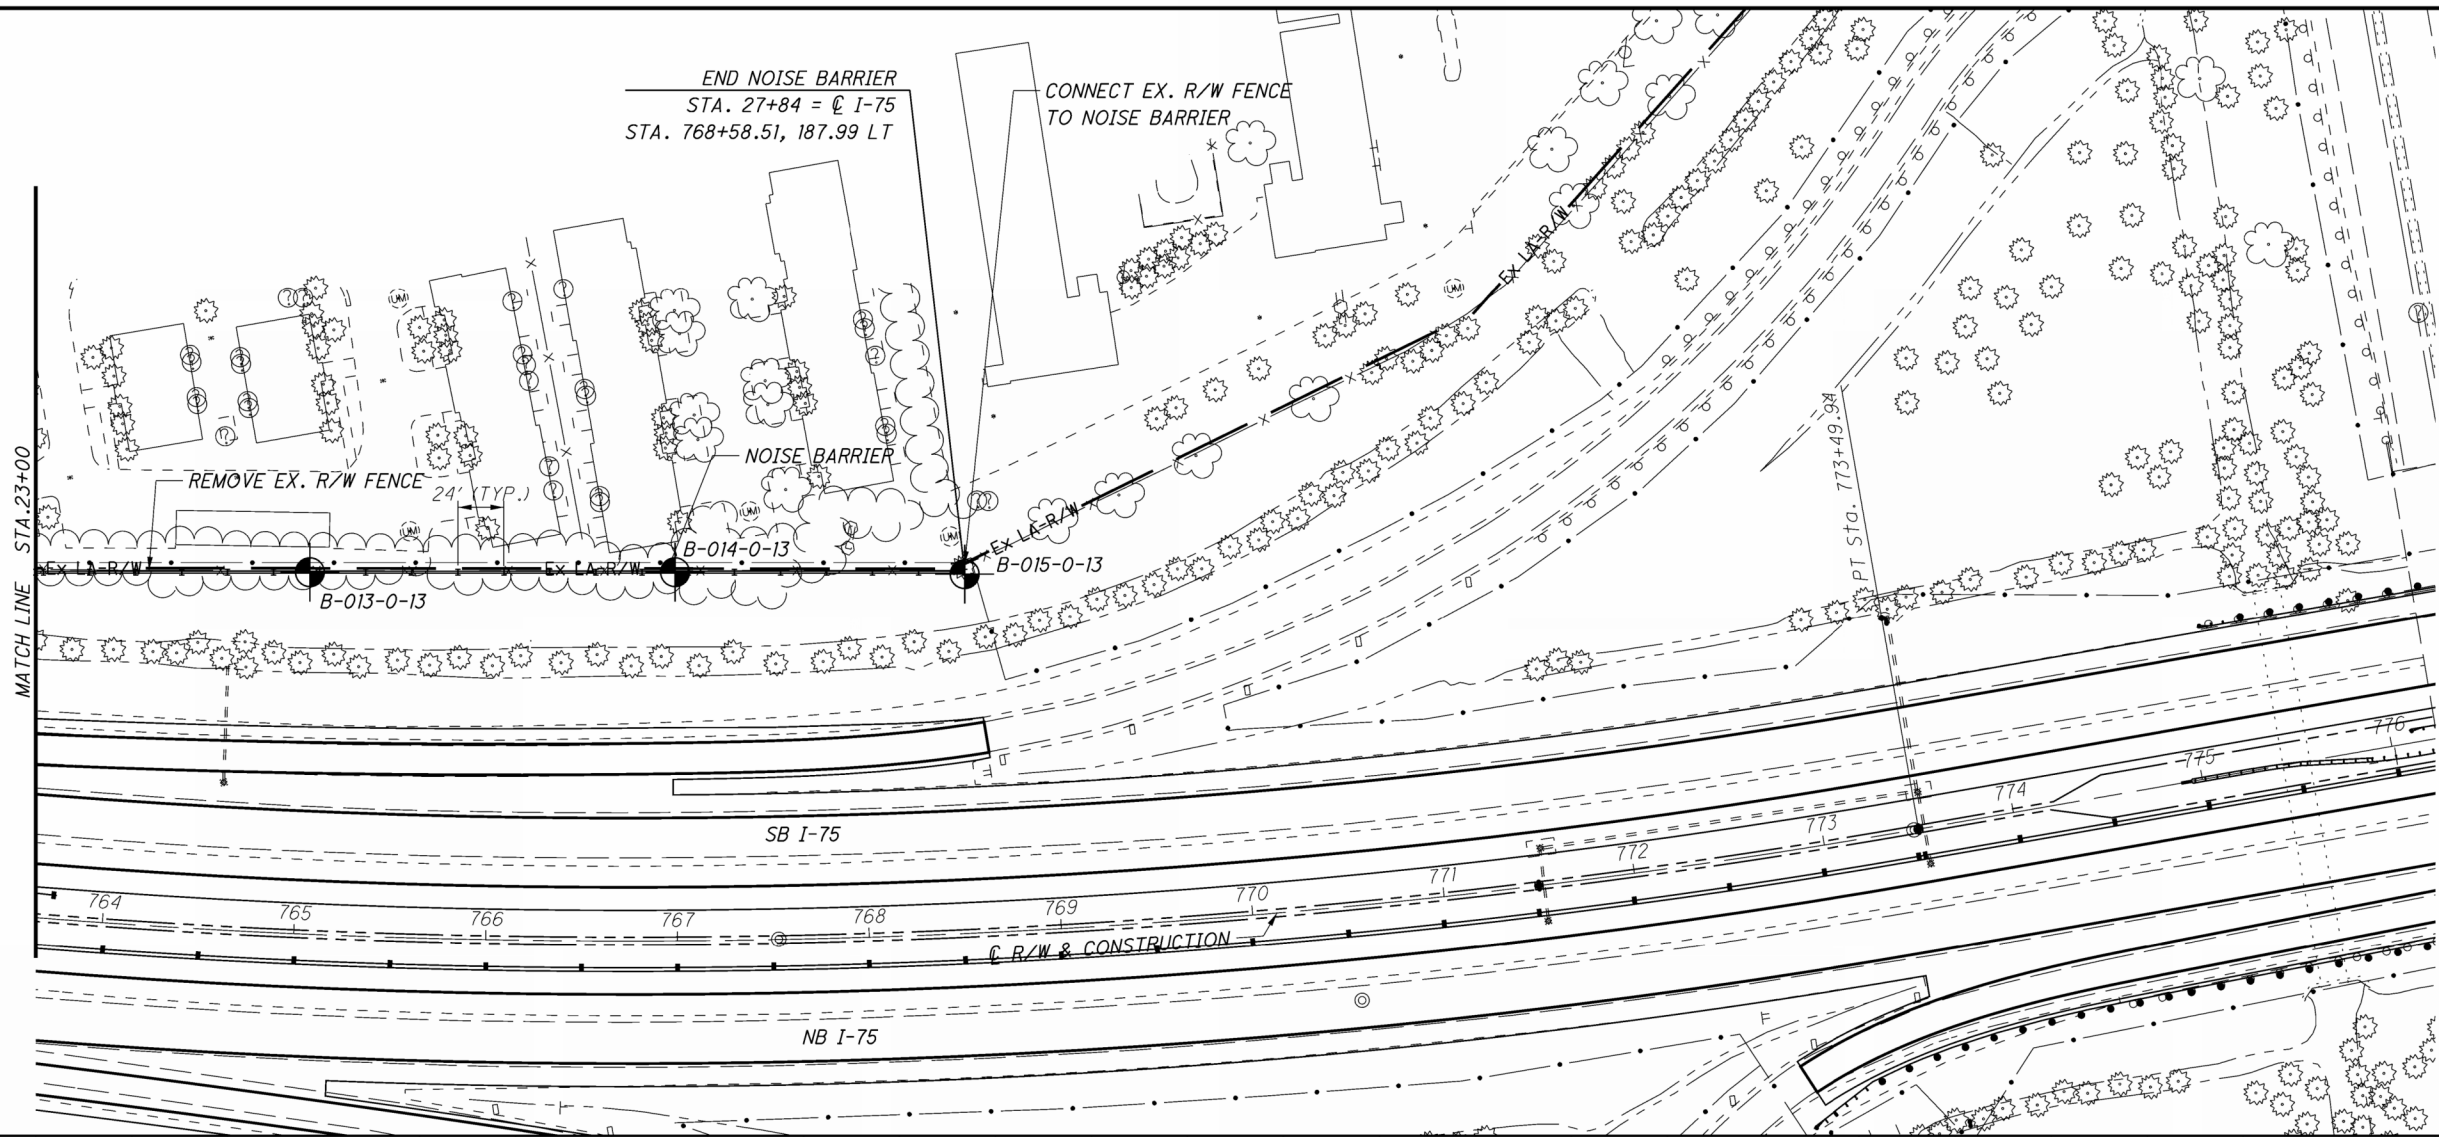 END NOISE BARRIER
STA. 27+84 = ℄ I-75
STA. 768+58.51, 187.99 LT
CONNECT EX. R/W FENCE
TO NOISE BARRIER
EX LA-R/W
NOISE BARRIER
REMOVE EX. R/W FENCE
24' (TYP.)
MATCH LINE STA.23+00
EX LA-R/W
EX LA-R/W
EX LA-R/W
B-013-0-13
B-014-0-13
B-015-0-13
PT Sta. 773+49.94
SB I-75
764
765
766
767
768
769
770
771
772
773
774
775
776
℄ R/W & CONSTRUCTION
NB I-75